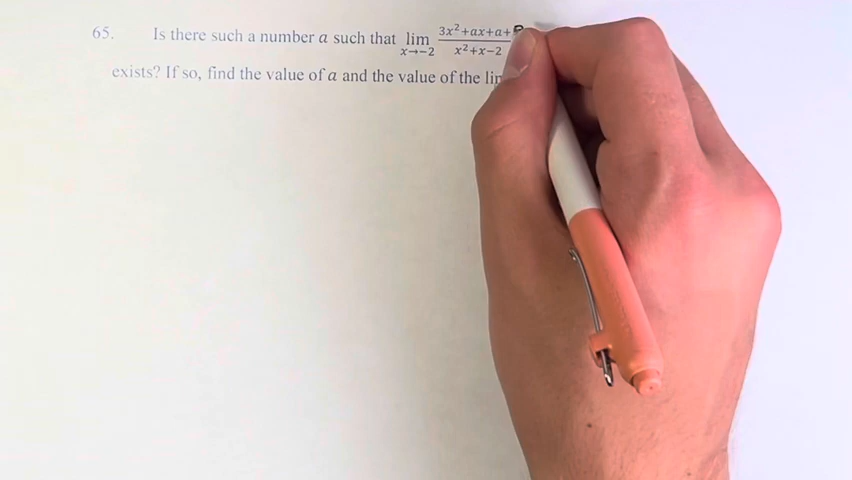 65. Is there such a number a such that lim x→−2 3x²+ax+a+ / x²+x−2
exists? If so, find the value of a and the value of the